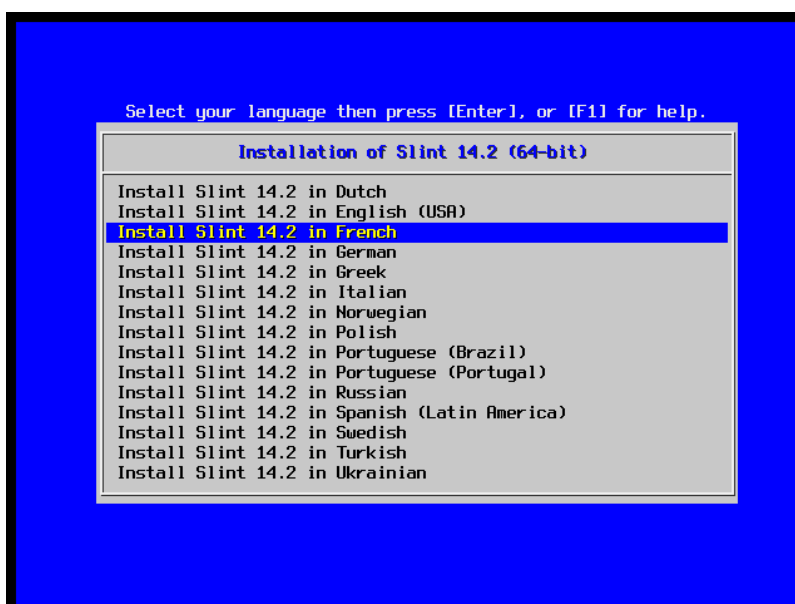 Select your language then press [Enter], or [F1] for help.
Installation of Slint 14.2 (64-bit)
Install Slint 14.2 in Dutch
Install Slint 14.2 in English (USA)
Install Slint 14.2 in French
Install Slint 14.2 in German
Install Slint 14.2 in Greek
Install Slint 14.2 in Italian
Install Slint 14.2 in Norwegian
Install Slint 14.2 in Polish
Install Slint 14.2 in Portuguese (Brazil)
Install Slint 14.2 in Portuguese (Portugal)
Install Slint 14.2 in Russian
Install Slint 14.2 in Spanish (Latin America)
Install Slint 14.2 in Swedish
Install Slint 14.2 in Turkish
Install Slint 14.2 in Ukrainian